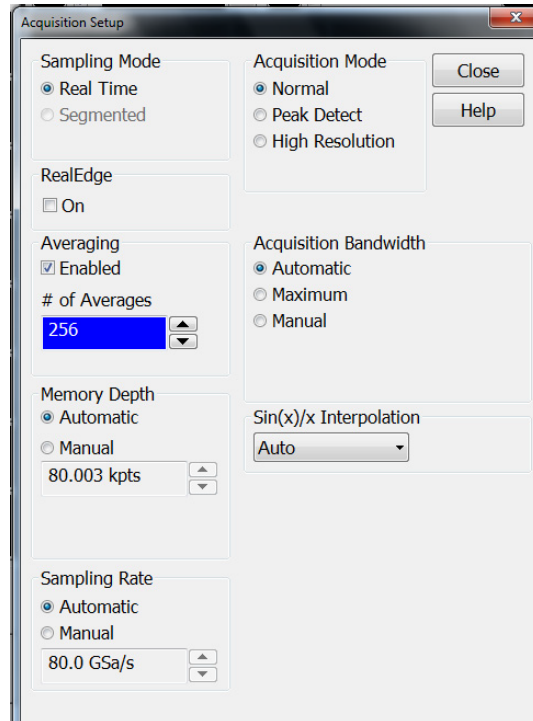 Acquisition Setup
Sampling Mode
Real Time
Segmented
RealEdge
On
Averaging
Enabled
# of Averages
256
Memory Depth
Automatic
Manual
80.003 kpts
Sampling Rate
Automatic
Manual
80.0 GSa/s
Acquisition Mode
Normal
Peak Detect
High Resolution
Close
Help
Acquisition Bandwidth
Automatic
Maximum
Manual
Sin(x)/x Interpolation
Auto